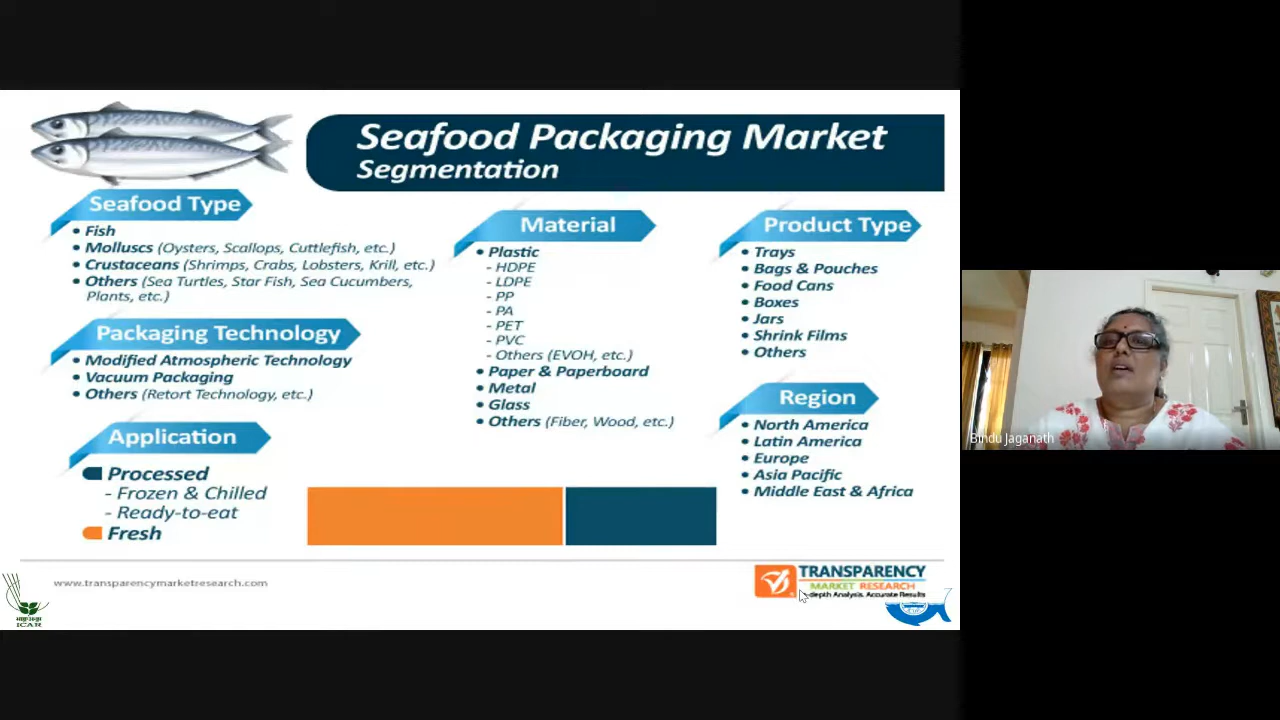 Seafood Packaging Market
Segmentation
Seafood Type
• Fish
• Molluscs (Oysters, Scallops, Cuttlefish, etc.)
• Crustaceans (Shrimps, Crabs, Lobsters, Krill, etc.)
• Others (Sea Turtles, Star Fish, Sea Cucumbers,
Plants, etc.)
Packaging Technology
• Modified Atmospheric Technology
• Vacuum Packaging
• Others (Retort Technology, etc.)
Application
Processed
- Frozen & Chilled
- Ready-to-eat
Fresh
Material
• Plastic
- HDPE
- LDPE
- PP
- PA
- PET
- PVC
- Others (EVOH, etc.)
• Paper & Paperboard
• Metal
• Glass
• Others (Fiber, Wood, etc.)
Product Type
• Trays
• Bags & Pouches
• Food Cans
• Boxes
• Jars
• Shrink Films
• Others
Region
• North America
• Latin America
• Europe
• Asia Pacific
• Middle East & Africa
www.transparencymarketresearch.com
TRANSPARENCY
MARKET RESEARCH
-depth Analysis. Accurate Results
ICAR
Bindu Jaganath